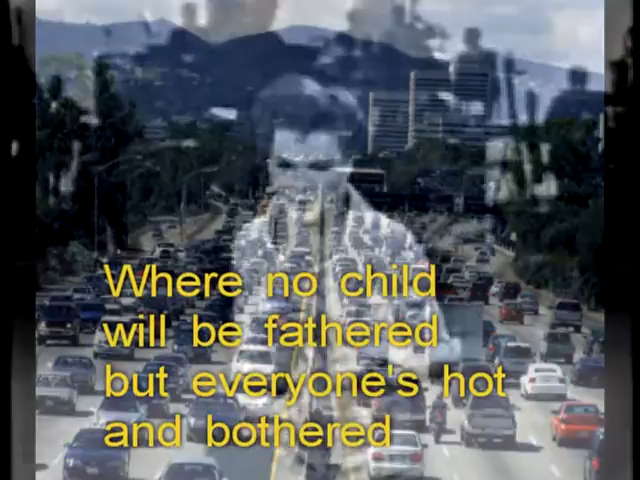 Where no child
will be fathered
but everyone's hot
and bothered